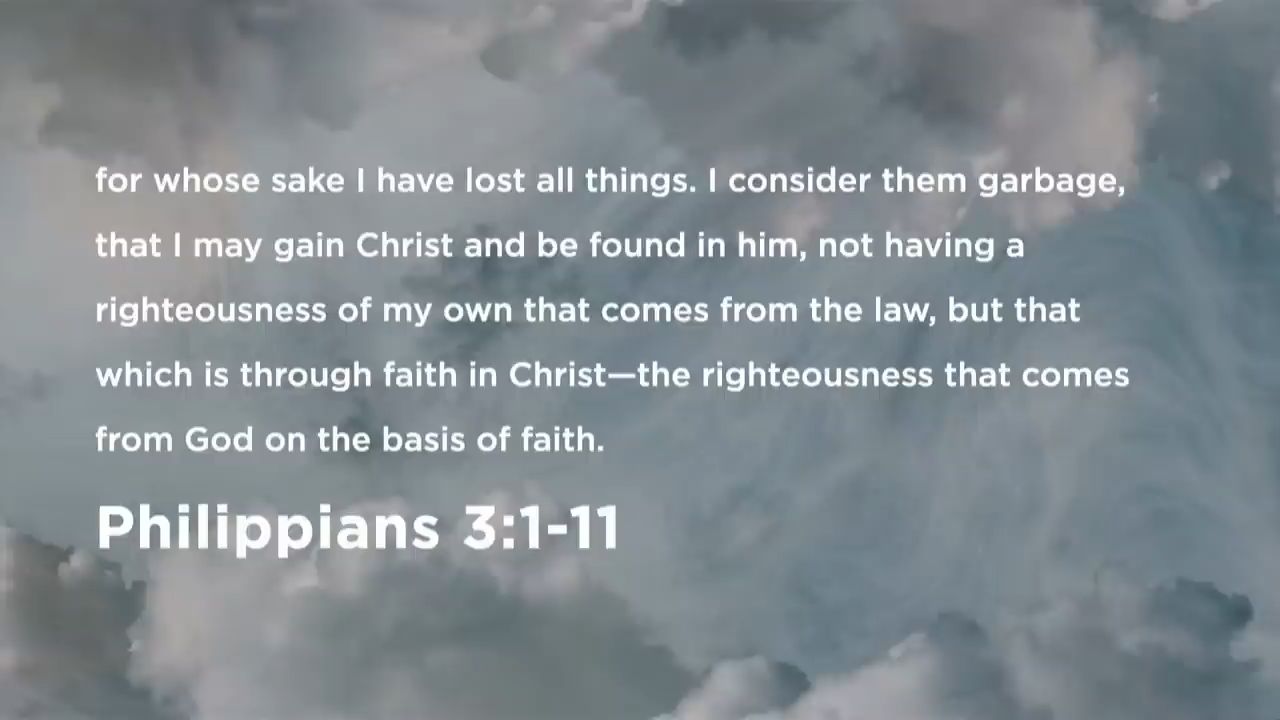 for whose sake I have lost all things. I consider them garbage,
that I may gain Christ and be found in him, not having a
righteousness of my own that comes from the law, but that
which is through faith in Christ—the righteousness that comes
from God on the basis of faith.
Philippians 3:1-11